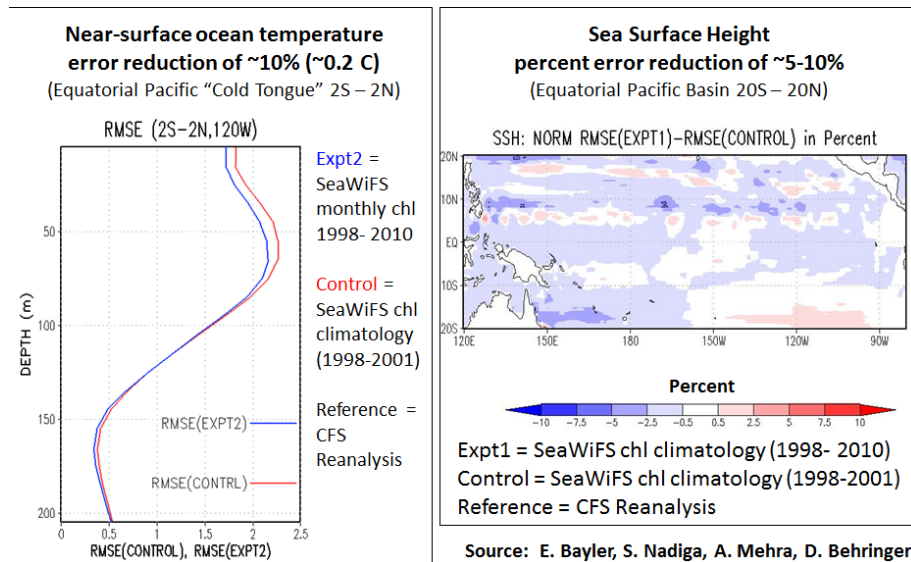 Near-surface ocean temperature
error reduction of ~10% (~0.2 C)
(Equatorial Pacific “Cold Tongue” 2S – 2N)
RMSE (2S−2N,120W)
50
100
150
200
DEPTH (m)
0
0.5
1
1.5
2
2.5
RMSE(EXPT2)
RMSE(CONTRL)
RMSE(CONTROL), RMSE(EXPT2)
Expt2 =
SeaWiFS
monthly chl
1998- 2010
Control =
SeaWiFS chl
climatology
(1998-2001)
Reference =
CFS
Reanalysis
Sea Surface Height
percent error reduction of ~5-10%
(Equatorial Pacific Basin 20S – 20N)
SSH: NORM RMSE(EXPT1)−RMSE(CONTROL) in Percent
20N
10N
EQ
10S
20S
120E
150E
180
150W
120W
90W
Percent
−10
−7.5
−5
−2.5
−0.5
0.5
2.5
5
7.5
10
Expt1 = SeaWiFS chl climatology (1998- 2010)
Control = SeaWiFS chl climatology (1998-2001)
Reference = CFS Reanalysis
Source: E. Bayler, S. Nadiga, A. Mehra, D. Behringer